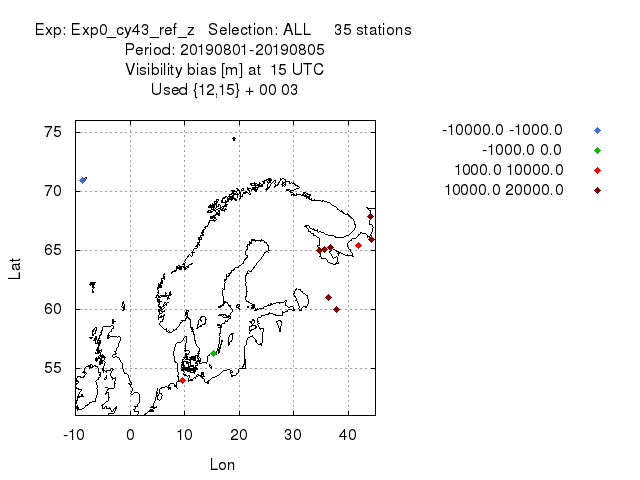 Exp: Exp0_cy43_ref_z Selection: ALL 35 stations
Period: 20190801-20190805
Visibility bias [m] at 15 UTC
Used {12,15} + 00 03
-10000.0 -1000.0
-1000.0 0.0
1000.0 10000.0
10000.0 20000.0
75
70
65
60
55
Lat
-10 0 10 20 30 40
Lon